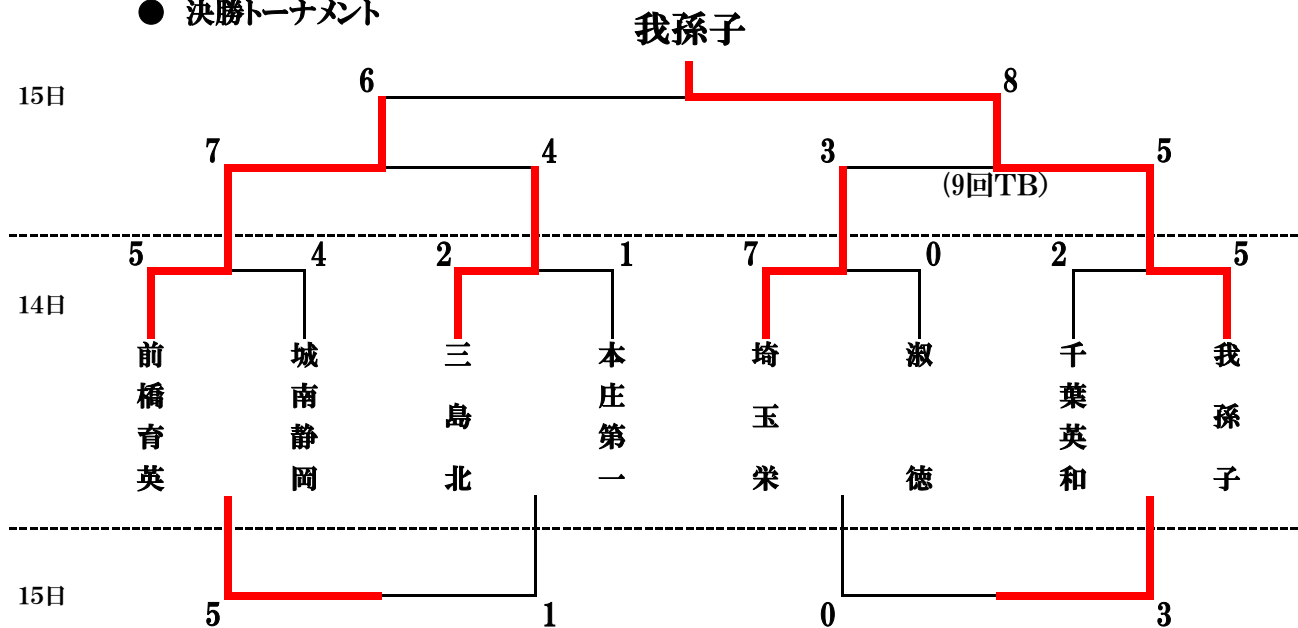 ● 決勝トーナメント
我孫子
6 8
15日
7 4 3 5
(9回TB)
5 4 2 1 7 0 2 5
14日
前橋育英
城南静岡
三島北
本庄第一
埼玉栄
淑徳
千葉英和
我孫子
15日
5 1 0 3